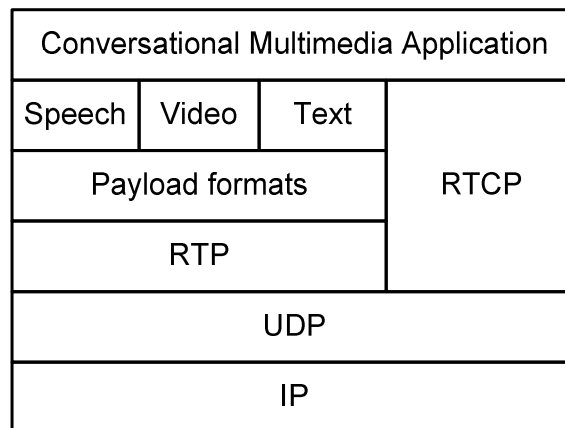 Conversational Multimedia Application
Speech
Video
Text
RTCP
Payload formats
RTP
UDP
IP